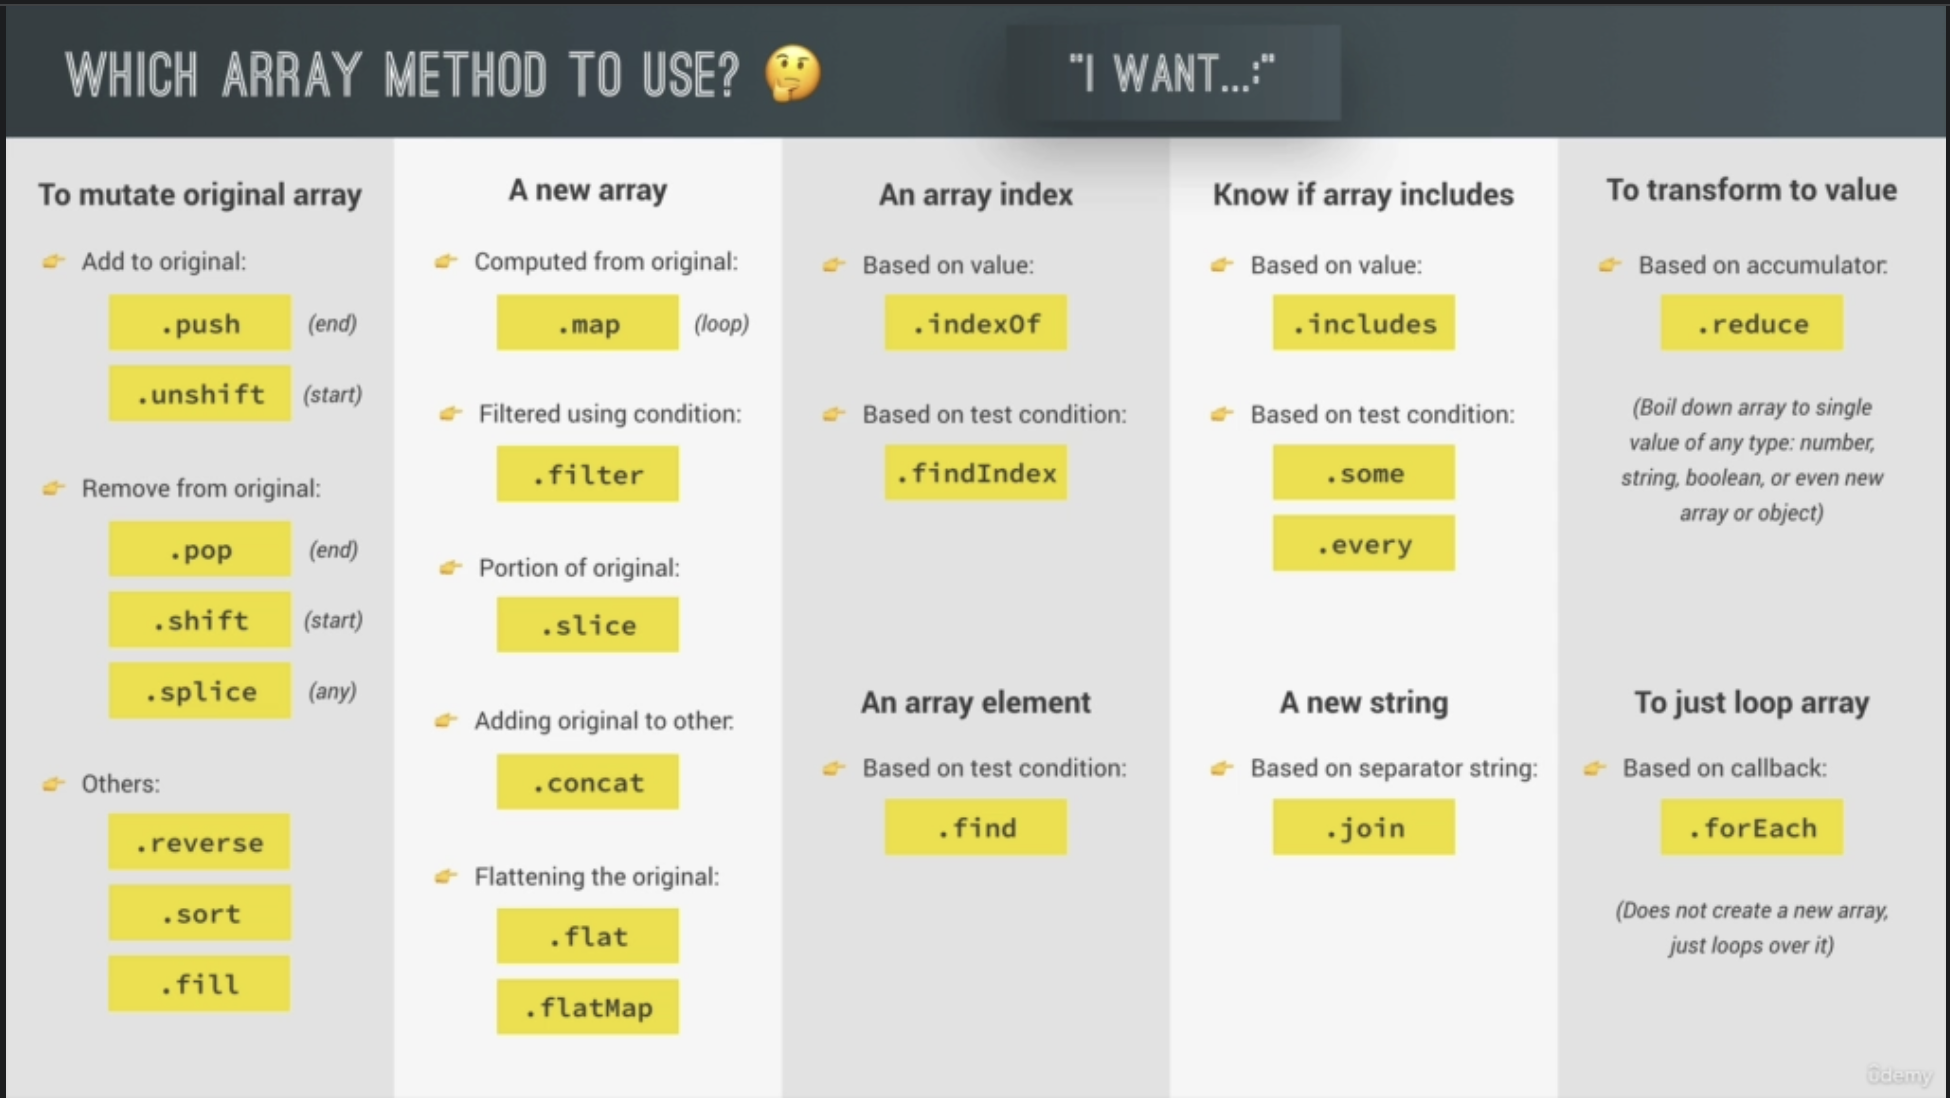 WHICH ARRAY METHOD TO USE? 🤔
"I WANT...:"
To mutate original array
👉 Add to original:
.push (end)
.unshift (start)
👉 Remove from original:
.pop (end)
.shift (start)
.splice (any)
👉 Others:
.reverse
.sort
.fill
A new array
👉 Computed from original:
.map (loop)
👉 Filtered using condition:
.filter
👉 Portion of original:
.slice
👉 Adding original to other:
.concat
👉 Flattening the original:
.flat
.flatMap
An array index
👉 Based on value:
.indexOf
👉 Based on test condition:
.findIndex
An array element
👉 Based on test condition:
.find
Know if array includes
👉 Based on value:
.includes
👉 Based on test condition:
.some
.every
A new string
👉 Based on separator string:
.join
To transform to value
👉 Based on accumulator:
.reduce
(Boil down array to single
value of any type: number,
string, boolean, or even new
array or object)
To just loop array
👉 Based on callback:
.forEach
(Does not create a new array,
just loops over it)
ûdemy